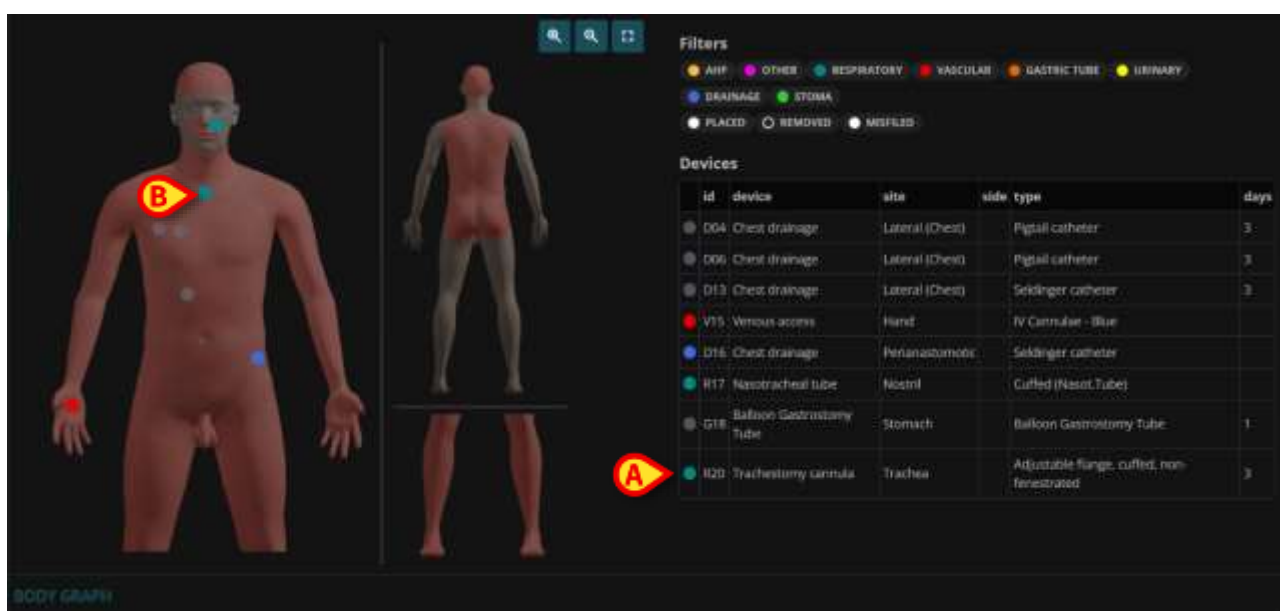 Filters
AHF OTHER RESPIRATORY VASCULAR GASTRIC TUBE URINARY
DRAINAGE STOMA
PLACED REMOVED MISFILED
Devices
id device site side type days
D04 Chest drainage Lateral (Chest) Pigtail catheter 3
D06 Chest drainage Lateral (Chest) Pigtail catheter 3
D13 Chest drainage Lateral (Chest) Seldinger catheter 3
V15 Venous access Hand IV Cannulae - Blue
D16 Chest drainage Perianastomotic Seldinger catheter
R17 Nasotracheal tube Nostril Cuffed (Nasot.Tube)
G18 Balloon Gastrostomy Tube Stomach Balloon Gastrostomy Tube 1
R20 Trachestomy cannula Trachea Adjustable flange, cuffed, non-fenestrated 3
A
B
BODY GRAPH